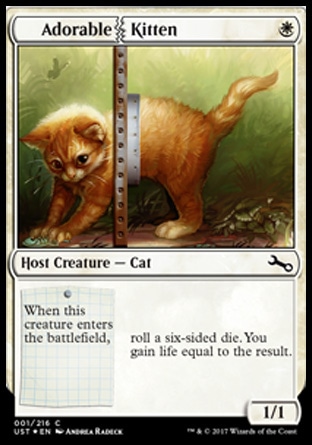 Adorable Kitten
Host Creature — Cat
When this
creature enters
the battlefield,
roll a six-sided die. You
gain life equal to the result.
1/1
001/216 C
UST • EN ANDREA RADECK
™ & © 2017 Wizards of the Coast